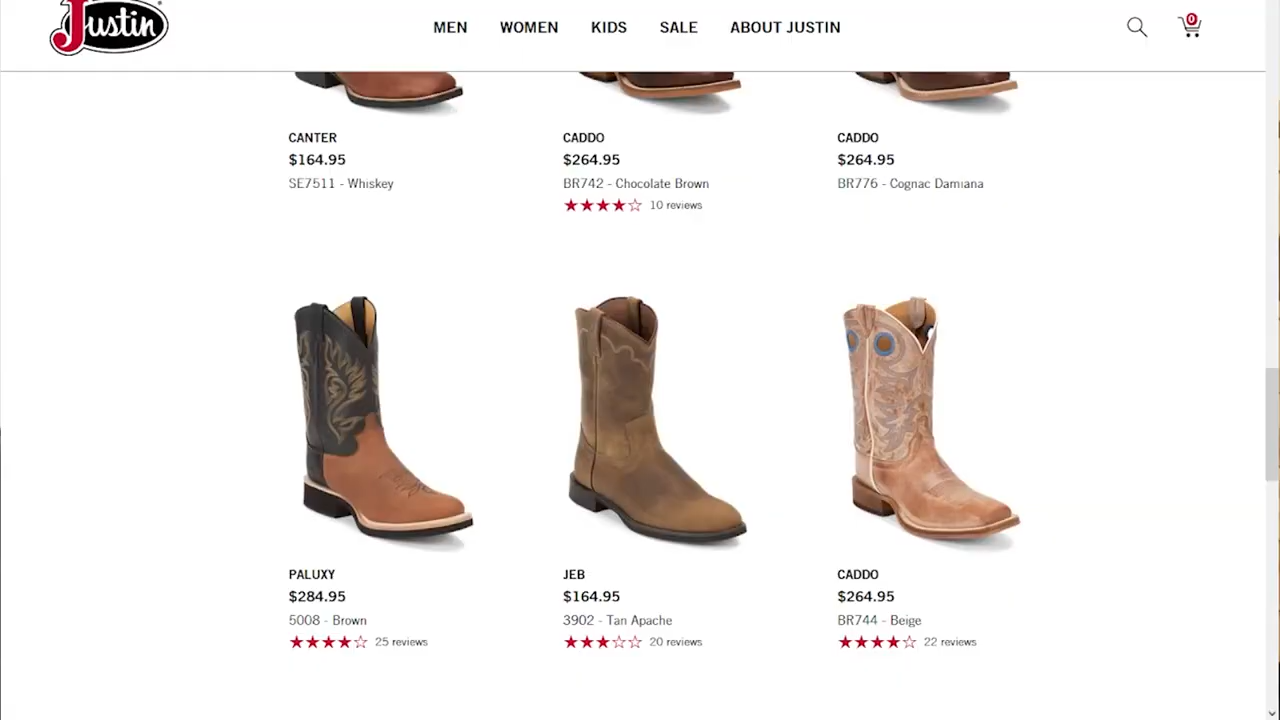 Justin
MEN WOMEN KIDS SALE ABOUT JUSTIN
0
CANTER
$164.95
SE7511 - Whiskey
CADDO
$264.95
BR742 - Chocolate Brown
★★★★☆ 10 reviews
CADDO
$264.95
BR776 - Cognac Damiana
PALUXY
$284.95
5008 - Brown
★★★★☆ 25 reviews
JEB
$164.95
3902 - Tan Apache
★★★☆☆ 20 reviews
CADDO
$264.95
BR744 - Beige
★★★★☆ 22 reviews